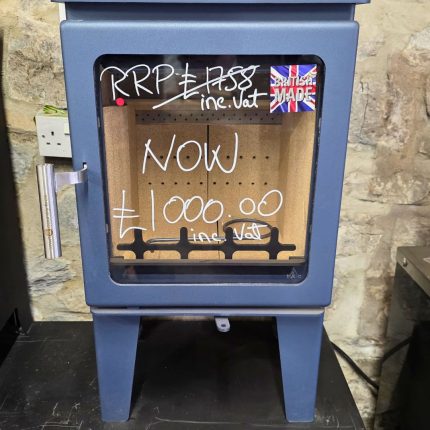 RRP £1758
inc.vat
BRITISH
MADE
NOW
£1000.00
inc.vat